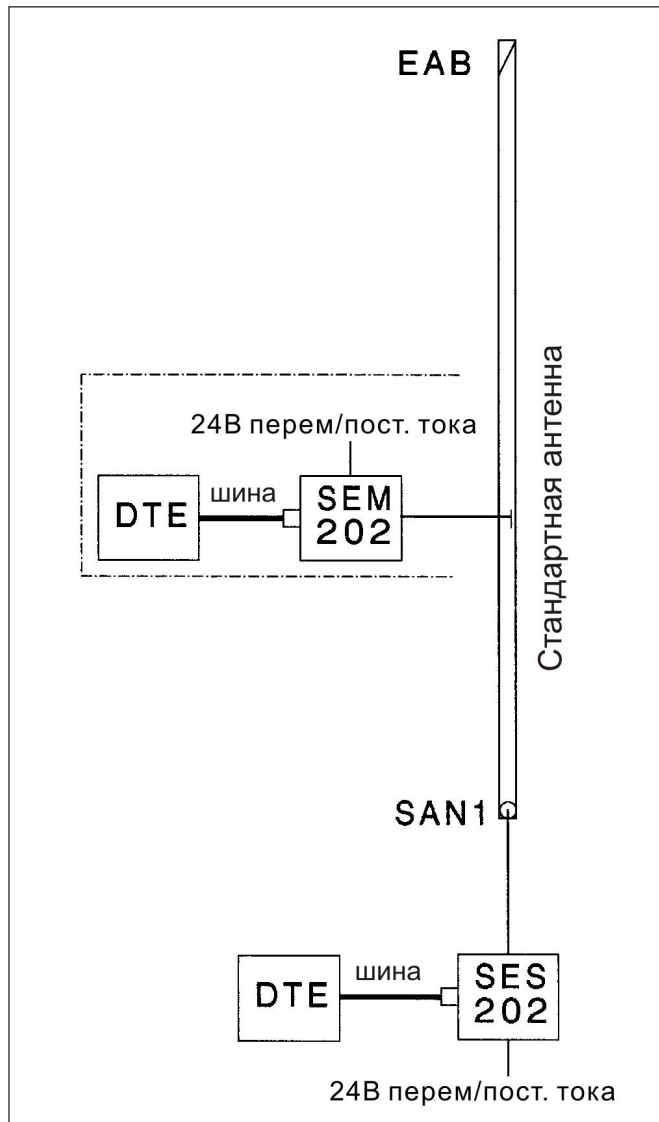 EAB
Стандартная антенна
24В перем/пост. тока
DTE
шина
SEM
202
SAN1
DTE
шина
SES
202
24В перем/пост. тока